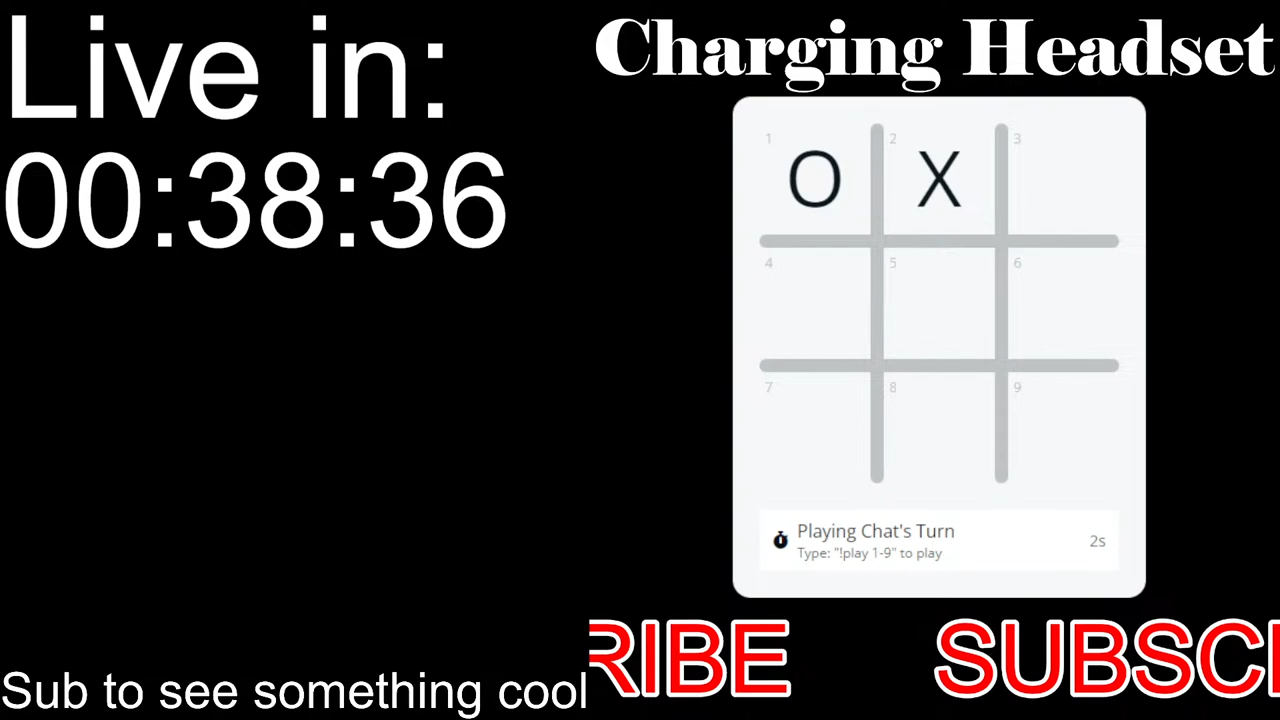 Live in:
00:38:36
Charging Headset
1 2 3
O X
4 5 6
7 8 9
Playing Chat's Turn
Type: "!play 1-9" to play
2s
RIBE SUBSCI
Sub to see something cool